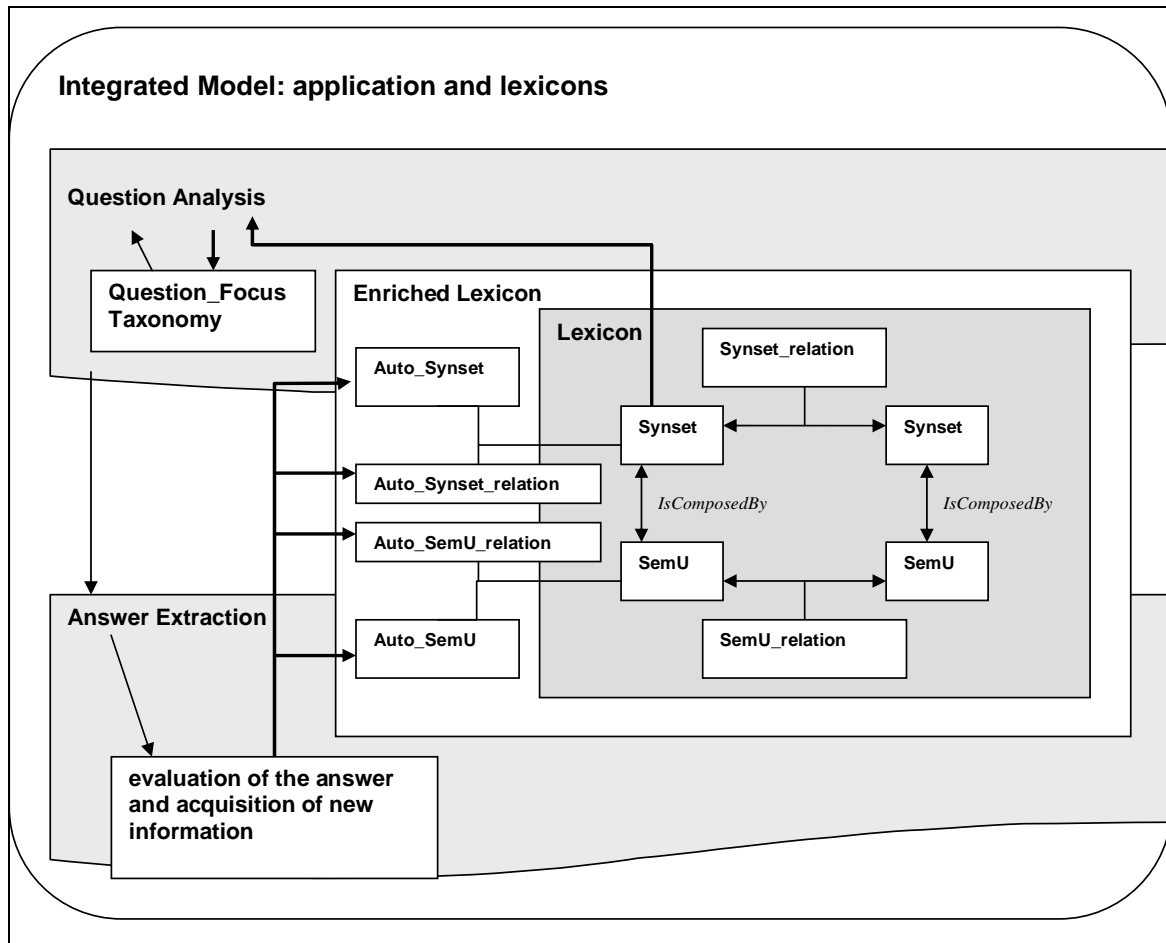 Integrated Model: application and lexicons
Question Analysis
Question_Focus
Taxonomy
Enriched Lexicon
Lexicon
Synset_relation
Auto_Synset
Synset
Synset
Auto_Synset_relation
IsComposedBy
IsComposedBy
Auto_SemU_relation
SemU
SemU
Answer Extraction
Auto_SemU
SemU_relation
evaluation of the answer
and acquisition of new
information